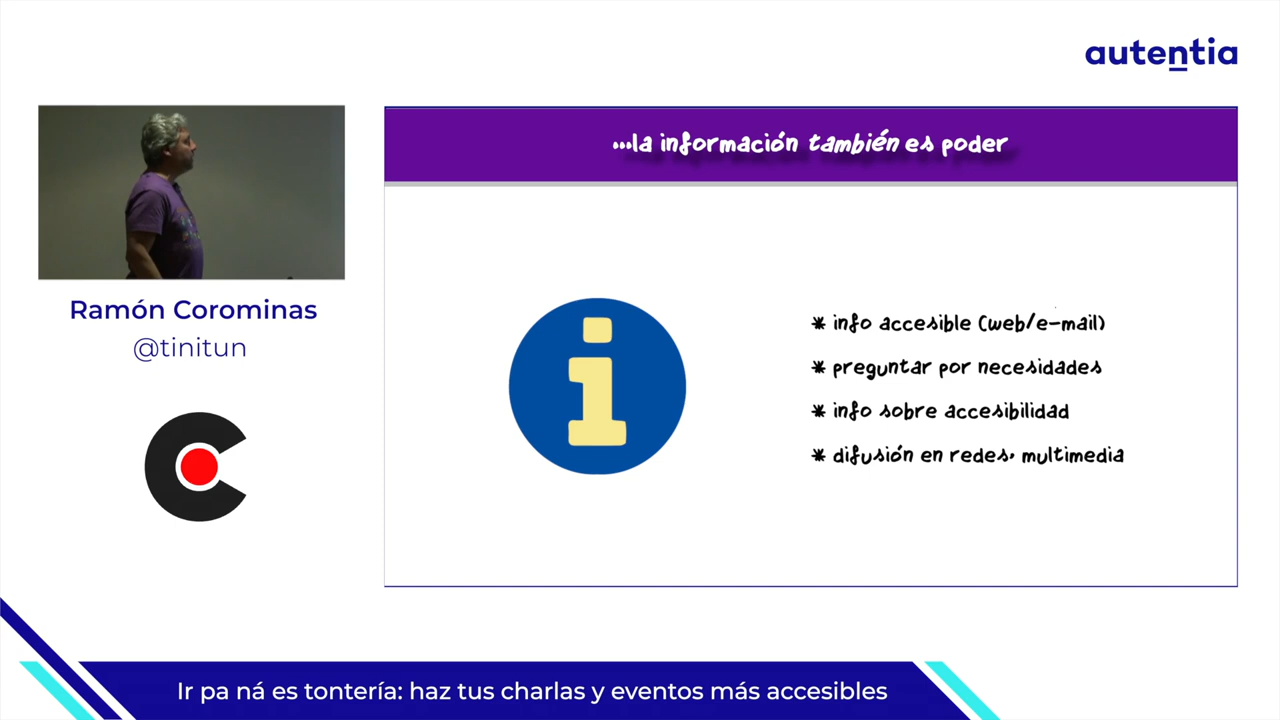 autentia
...la información también es poder
Ramón Corominas
@tinitun
i
* info accesible (web/e-mail)
* preguntar por necesidades
* info sobre accesibilidad
* difusión en redes, multimedia
Ir pa ná es tontería: haz tus charlas y eventos más accesibles